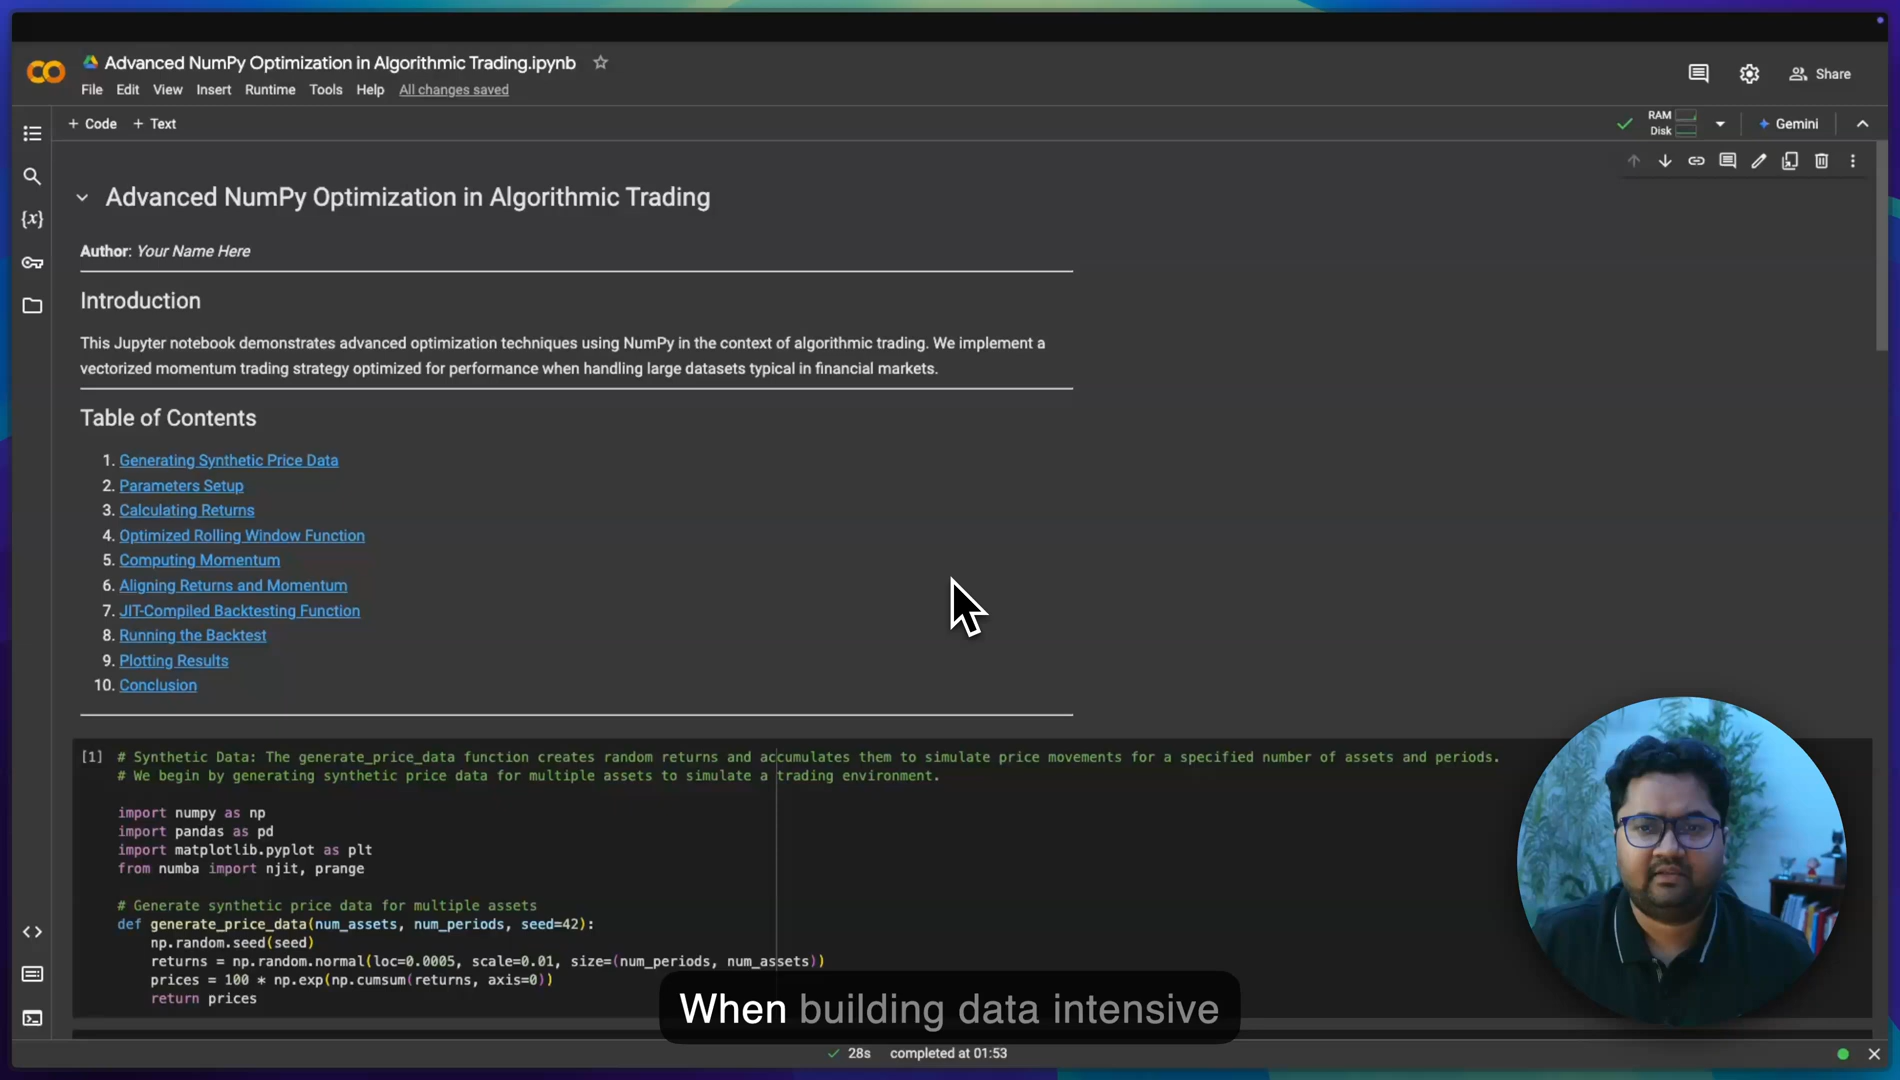 Advanced NumPy Optimization in Algorithmic Trading.ipynb
File Edit View Insert Runtime Tools Help All changes saved
Share
+ Code + Text
RAM
Disk
Gemini
Advanced NumPy Optimization in Algorithmic Trading
Author: Your Name Here
Introduction
This Jupyter notebook demonstrates advanced optimization techniques using NumPy in the context of algorithmic trading. We implement a
vectorized momentum trading strategy optimized for performance when handling large datasets typical in financial markets.
Table of Contents
1. Generating Synthetic Price Data
2. Parameters Setup
3. Calculating Returns
4. Optimized Rolling Window Function
5. Computing Momentum
6. Aligning Returns and Momentum
7. JIT-Compiled Backtesting Function
8. Running the Backtest
9. Plotting Results
10. Conclusion
[1] # Synthetic Data: The generate_price_data function creates random returns and accumulates them to simulate price movements for a specified number of assets and periods.
# We begin by generating synthetic price data for multiple assets to simulate a trading environment.
import numpy as np
import pandas as pd
import matplotlib.pyplot as plt
from numba import njit, prange
# Generate synthetic price data for multiple assets
def generate_price_data(num_assets, num_periods, seed=42):
np.random.seed(seed)
returns = np.random.normal(loc=0.0005, scale=0.01, size=(num_periods, num_assets))
prices = 100 * np.exp(np.cumsum(returns, axis=0))
return prices
When building data intensive
28s completed at 01:53